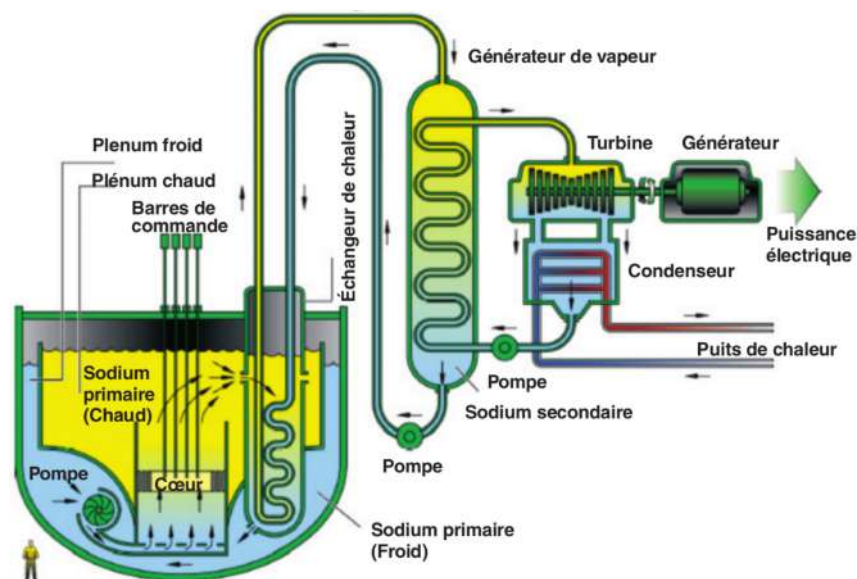 Générateur de vapeur
Plenum froid
Plénum chaud
Barres de
commande
Échangeur de chaleur
Turbine
Générateur
Puissance
électrique
Condenseur
Puits de chaleur
Pompe
Sodium secondaire
Pompe
Sodium
primaire
(Chaud)
Cœur
Pompe
Sodium primaire
(Froid)